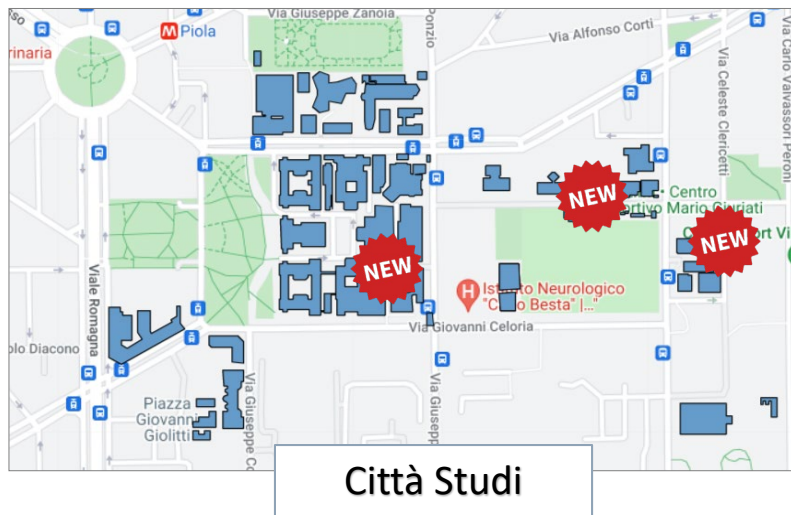 Via Giuseppe Zanoia
Ponzio
M Piola
Via Alfonso Corti
Via Celeste Clericetti
Via Carlo Valvassori Peroni
Centro
ortivo Mario Giuriati
NEW
NEW
NEW
Viale Romagna
H Istituto Neurologico
"Carlo Besta" |..."
Via Giovanni Celoria
olo Diacono
Piazza
Giovanni
Giolitti
Via Giuseppe Co
Via Giuseppe
Città Studi